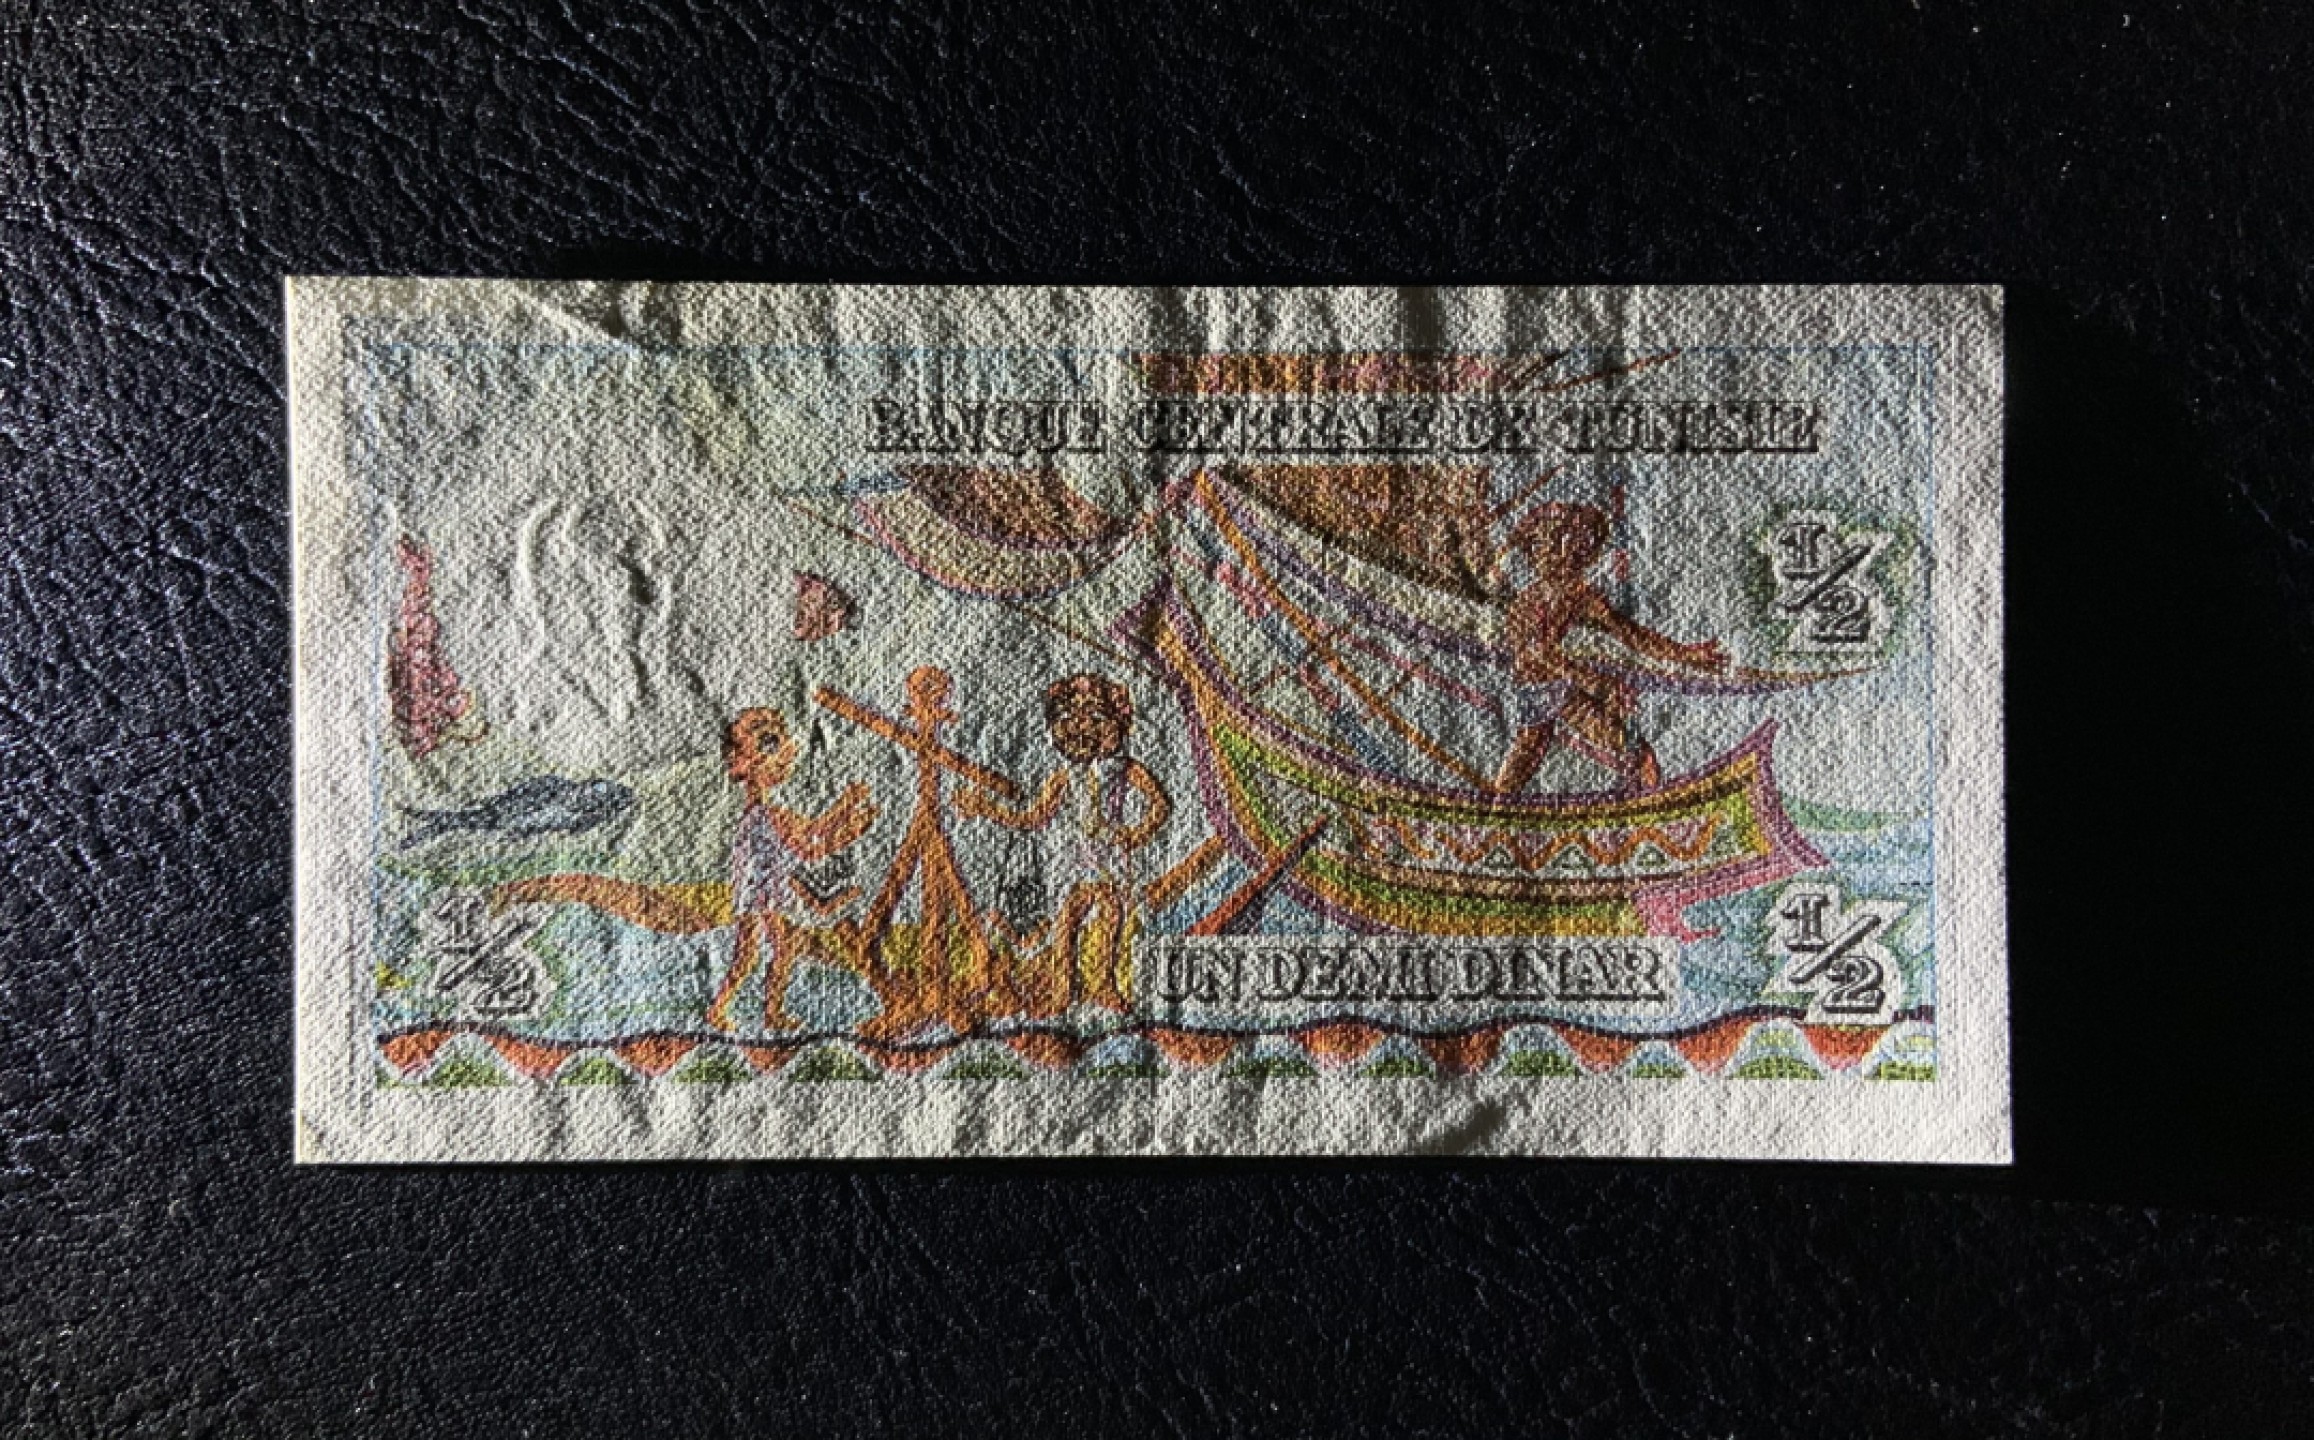 BANQUE CENTRALE DE TUNISIE
1/2
1/2
UN DEMI DINAR
1/2